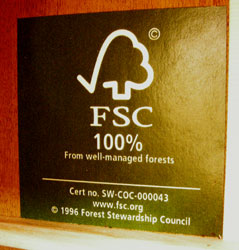 ©
FSC
100%
From well-managed forests
Cert no. SW-COC-000043
www.fsc.org
© 1996 Forest Stewardship Council